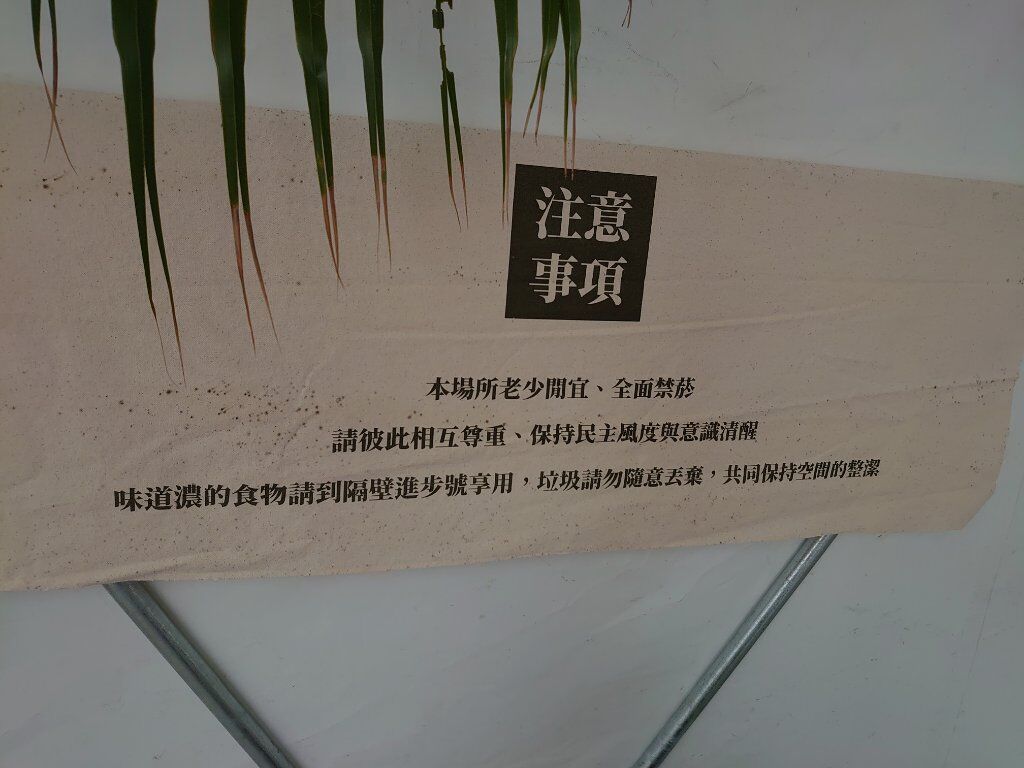 注意
事項
本場所老少閒宜、全面禁菸
請彼此相互尊重、保持民主風度與意識清醒
味道濃的食物請到隔壁進步號享用，垃圾請勿隨意丟棄，共同保持空間的整潔